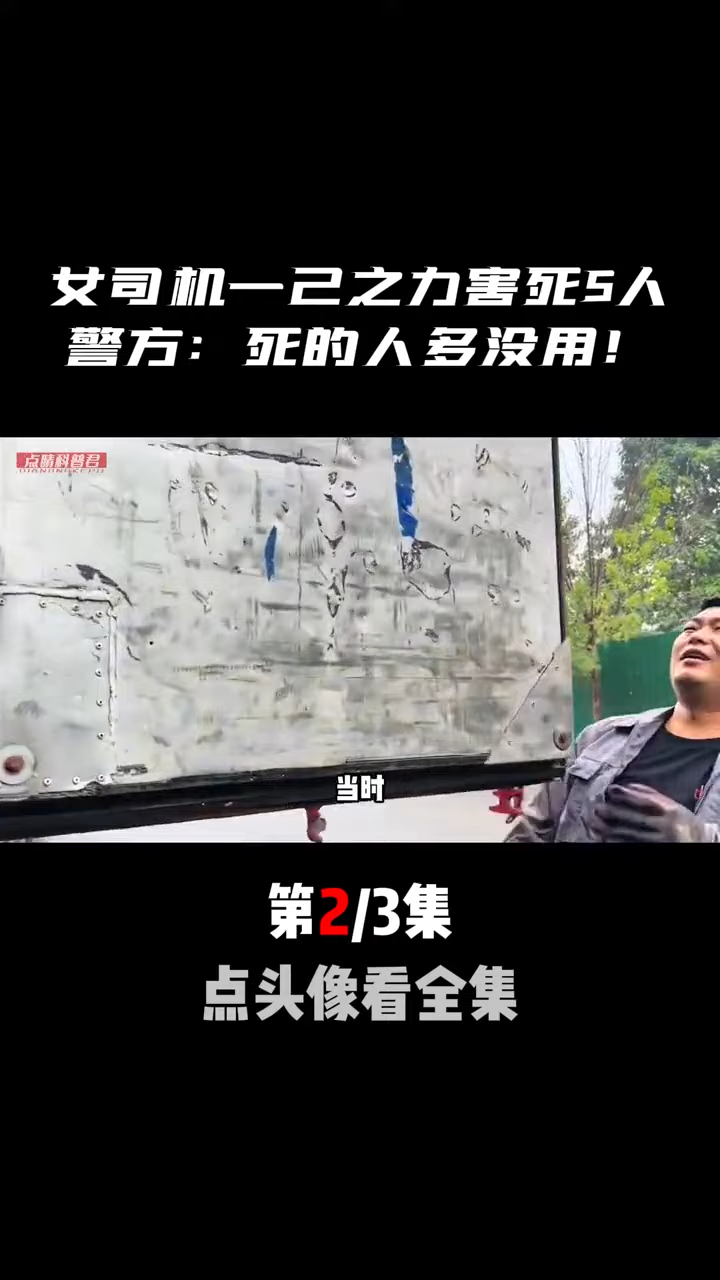 女司机一己之力害死5人
警方：死的人多没用！
点睛科普君
DIANJINGKEPU
当时
第2/3集
点头像看全集